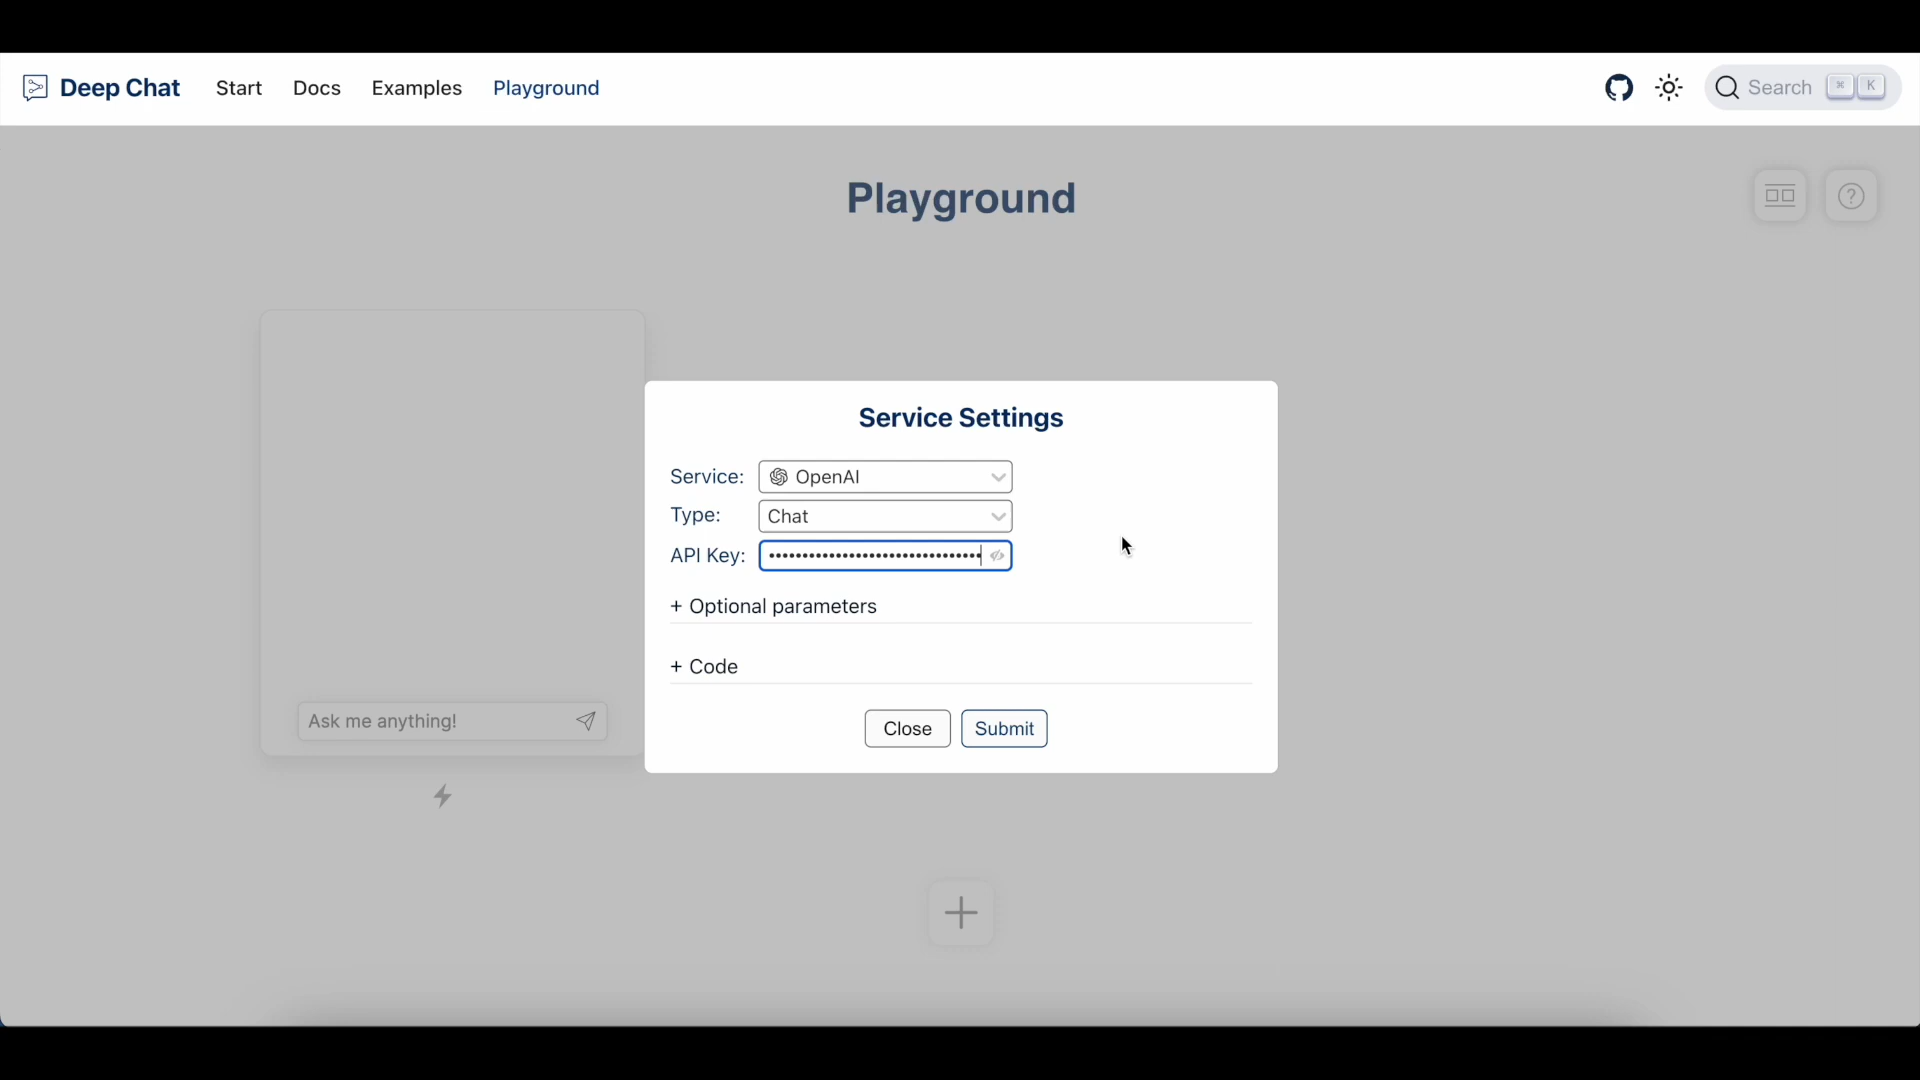 Deep Chat Start Docs Examples Playground Search ⌘ K
Playground
Service Settings
Service: OpenAI
Type: Chat
API Key: ••••••••••••••••••••••••••••••••
+ Optional parameters
+ Code
Ask me anything!
Close Submit